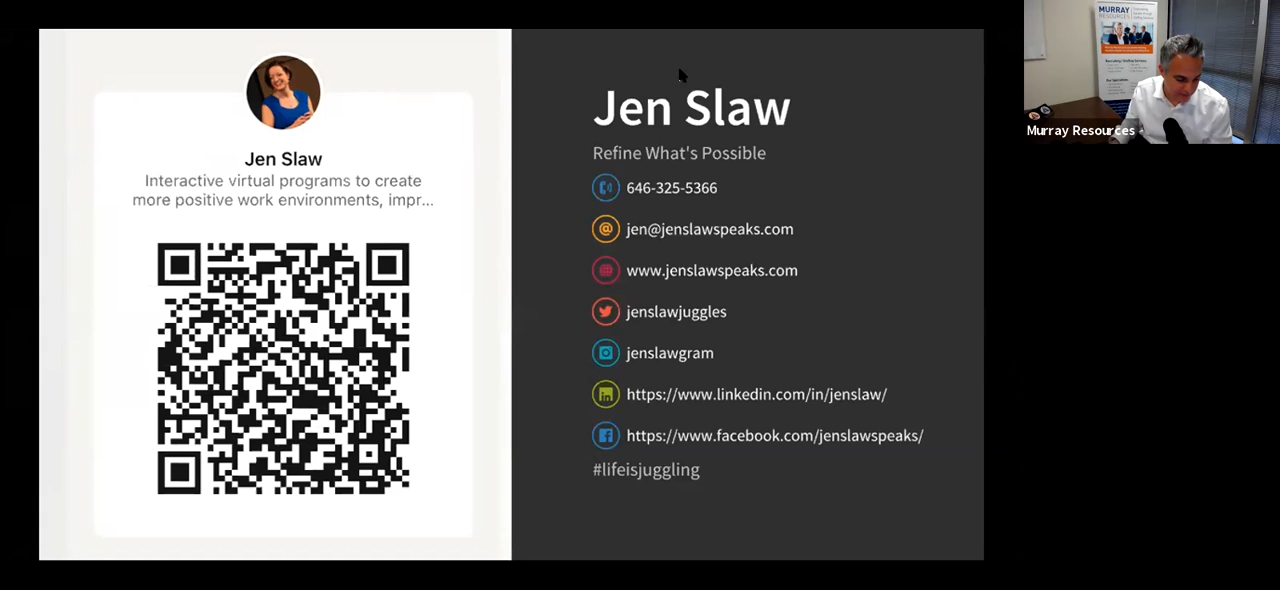 Jen Slaw
Interactive virtual programs to create
more positive work environments, impr...
Jen Slaw
Refine What's Possible
646-325-5366
jen@jenslawspeaks.com
www.jenslawspeaks.com
jenslawjuggles
jenslawgram
https://www.linkedin.com/in/jenslaw/
https://www.facebook.com/jenslawspeaks/
#lifeisjuggling
MURRAY
RESOURCES
Murray Resources -